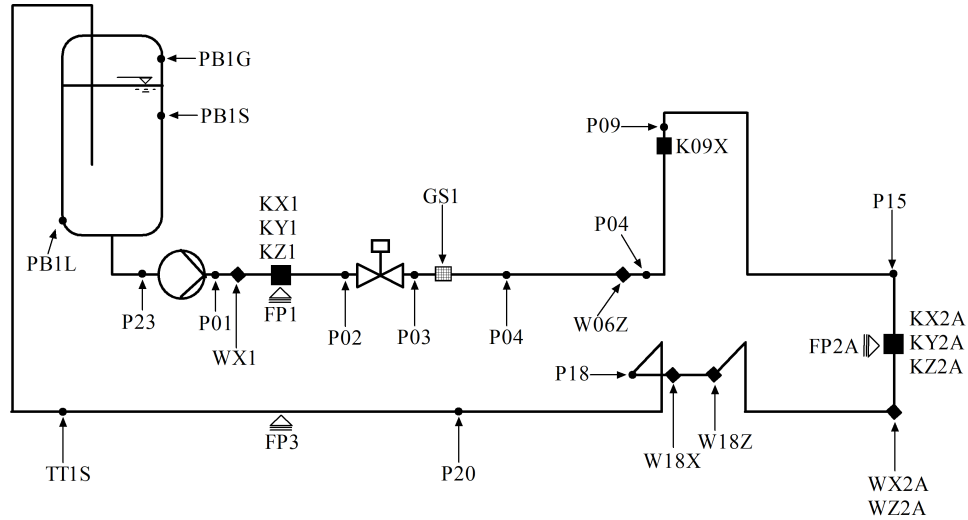 PB1G
PB1S
P09
K09X
KX1
KY1
KZ1
GS1
P15
P04
PB1L
P23
P01
FP1
WX1
P02
P03
P04
W06Z
KX2A
FP2A
KY2A
KZ2A
P18
FP3
W18Z
W18X
TT1S
P20
WX2A
WZ2A